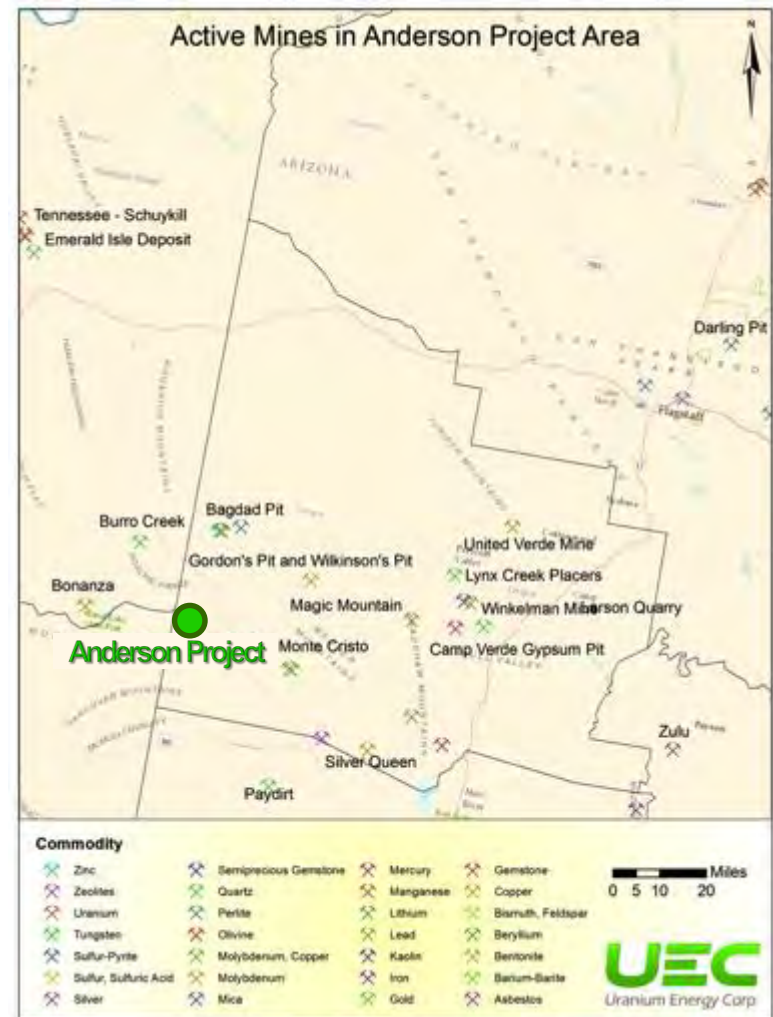 Active Mines in Anderson Project Area
N
ARIZONA
Tennessee - Schuykill
Emerald Isle Deposit
Darling Pit
Flagstaff
Bagdad Pit
Burro Creek
United Verde Mine
Gordon's Pit and Wilkinson's Pit
Lynx Creek Placers
Bonanza
Magic Mountain
Winkelman Mine
Larson Quarry
Anderson Project
Monte Cristo
Camp Verde Gypsum Pit
Zulu
Payson
Silver Queen
Paydirt
Commodity
Zinc
Zeolites
Uranium
Tungsten
Sulfur-Pyrite
Sulfur, Sulfuric Acid
Silver
Semiprecious Gemstone
Quartz
Perlite
Olivine
Molybdenum, Copper
Molybdenum
Mica
Mercury
Manganese
Lithium
Lead
Kaolin
Iron
Gold
Gemstone
Copper
Bismuth, Feldspar
Beryllium
Bentonite
Barium-Barite
Asbestos
Miles
0 5 10 20
UEC
Uranium Energy Corp